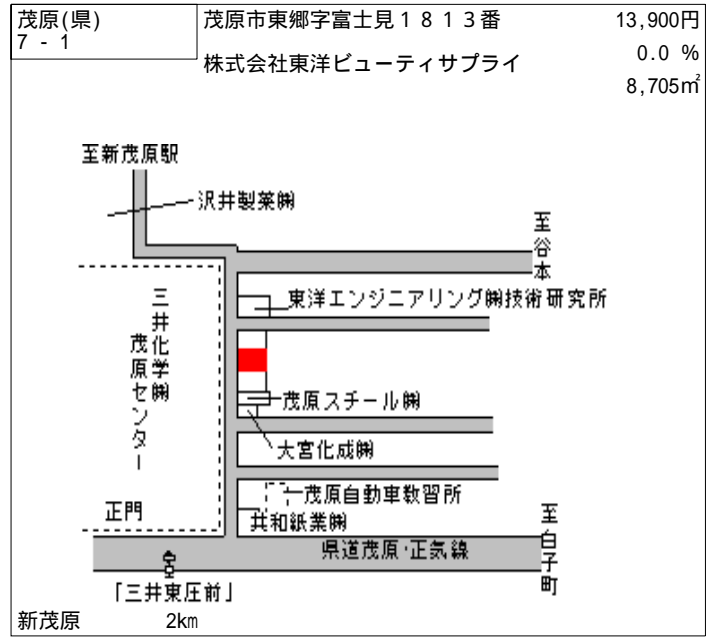 茂原(県)
7 - 1
茂原市東郷字富士見１８１３番
13,900円
株式会社東洋ビューティサプライ
0.0 %
8,705㎡
至新茂原駅
沢井製薬㈱
至谷本
東洋エンジニアリング㈱技術研究所
三井化学㈱
茂原センター
茂原スチール㈱
大宮化成㈱
茂原自動車教習所
正門
共和紙業㈱
至白子町
県道茂原・正気線
「三井東圧前」
新茂原
2㎞